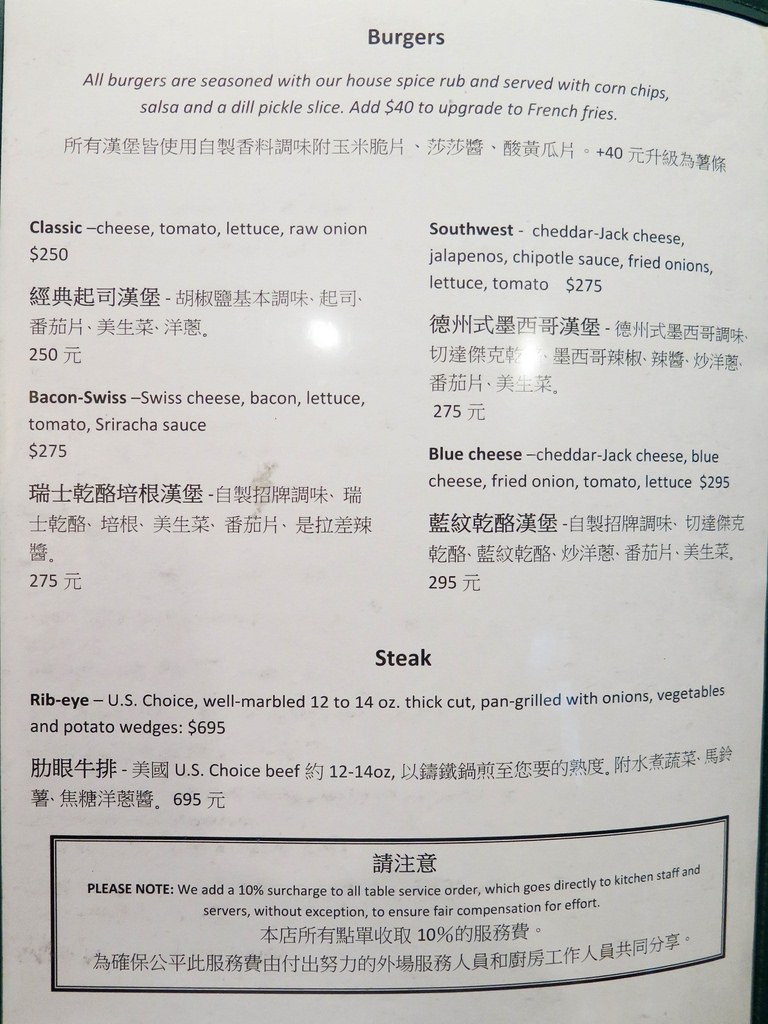 Burgers
All burgers are seasoned with our house spice rub and served with corn chips,
salsa and a dill pickle slice. Add $40 to upgrade to French fries.
所有漢堡皆使用自製香料調味附玉米脆片、莎莎醬、酸黃瓜片。+40 元升級為薯條
Classic –cheese, tomato, lettuce, raw onion
$250
經典起司漢堡 - 胡椒鹽基本調味、起司、
番茄片、美生菜、洋蔥。
250 元
Bacon-Swiss –Swiss cheese, bacon, lettuce,
tomato, Sriracha sauce
$275
瑞士乾酪培根漢堡 -自製招牌調味、瑞
士乾酪、培根、美生菜、番茄片、是拉差辣
醬。
275 元
Southwest - cheddar-Jack cheese,
jalapenos, chipotle sauce, fried onions,
lettuce, tomato $275
德州式墨西哥漢堡 - 德州式墨西哥調味、
切達傑克乾、墨西哥辣椒、辣醬、炒洋蔥、
番茄片、美生菜。
275 元
Blue cheese –cheddar-Jack cheese, blue
cheese, fried onion, tomato, lettuce $295
藍紋乾酪漢堡 -自製招牌調味、切達傑克
乾酪、藍紋乾酪、炒洋蔥、番茄片、美生菜。
295 元
Steak
Rib-eye – U.S. Choice, well-marbled 12 to 14 oz. thick cut, pan-grilled with onions, vegetables
and potato wedges: $695
肋眼牛排 - 美國 U.S. Choice beef 約 12-14oz, 以鑄鐵鍋煎至您要的熟度。附水煮蔬菜、馬鈴
薯、焦糖洋蔥醬。 695 元
請注意
PLEASE NOTE: We add a 10% surcharge to all table service order, which goes directly to kitchen staff and
servers, without exception, to ensure fair compensation for effort.
本店所有點單收取 10%的服務費。
為確保公平此服務費由付出努力的外場服務人員和廚房工作人員共同分享。